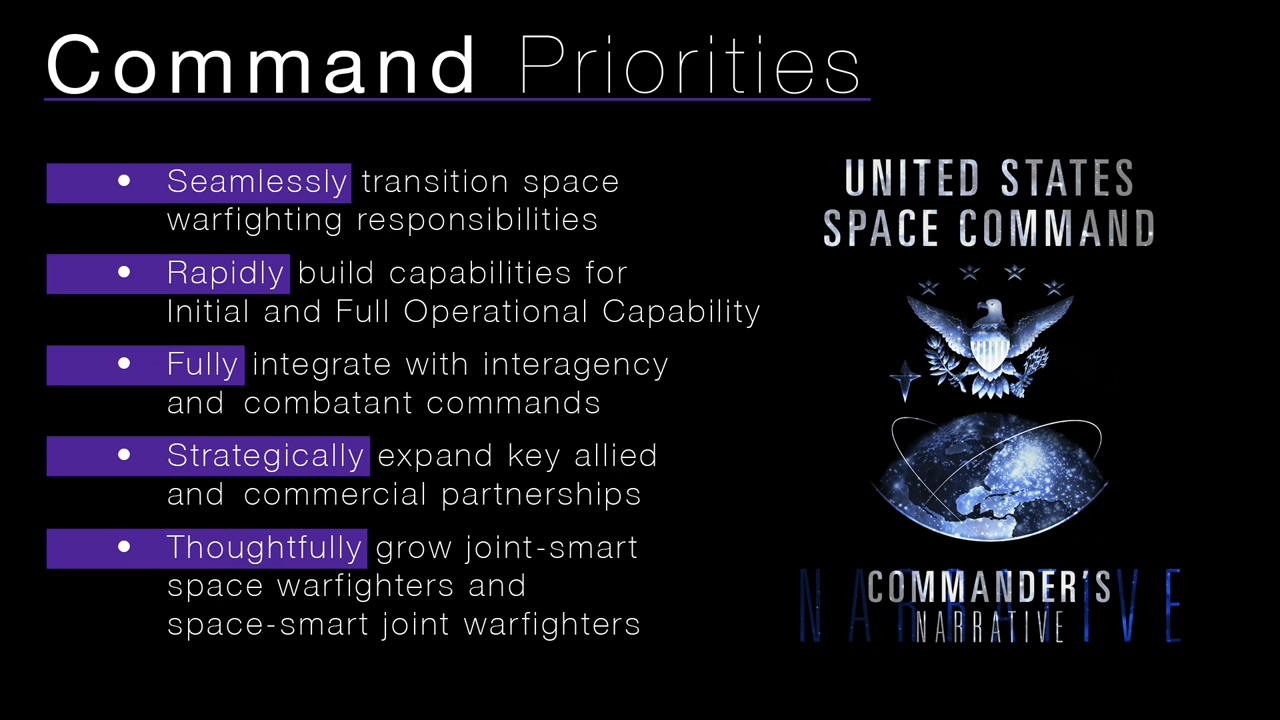 Command Priorities
• Seamlessly transition space
warfighting responsibilities
• Rapidly build capabilities for
Initial and Full Operational Capability
• Fully integrate with interagency
and combatant commands
• Strategically expand key allied
and commercial partnerships
• Thoughtfully grow joint-smart
space warfighters and
space-smart joint warfighters
UNITED STATES
SPACE COMMAND
COMMANDER'S
NARRATIVE
NARRATIVE